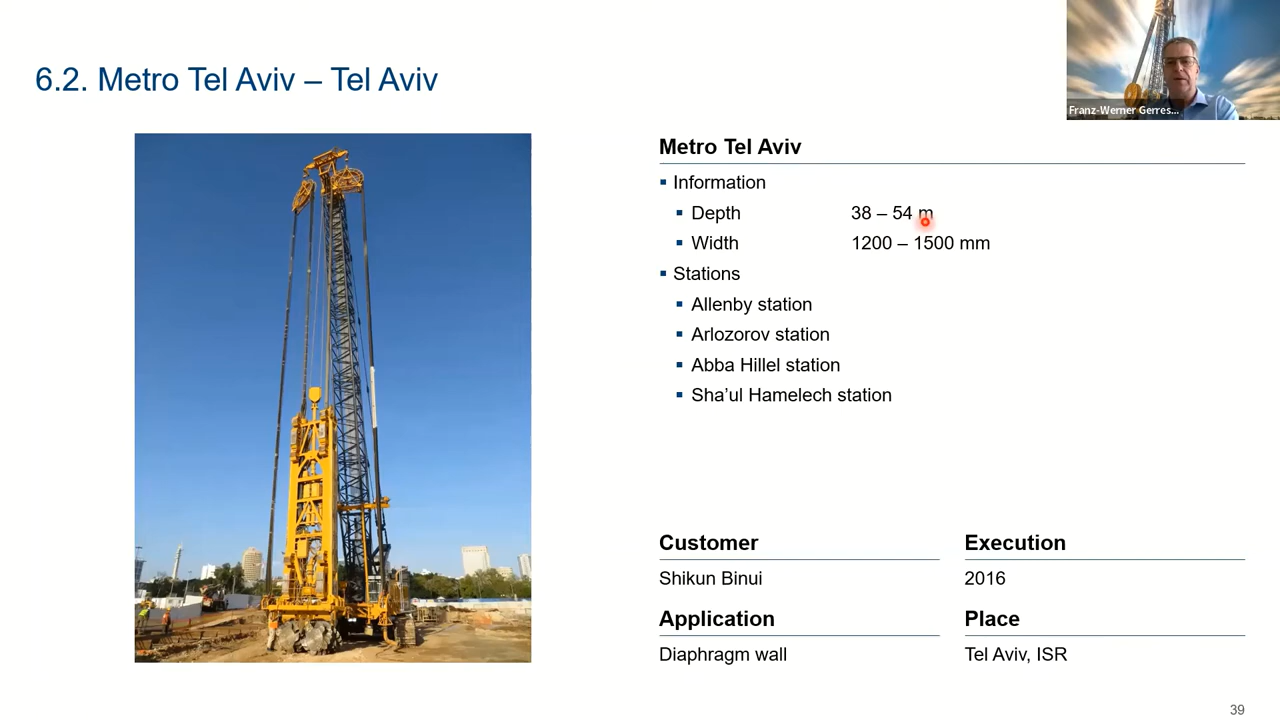 Franz-Werner Gerres...
6.2. Metro Tel Aviv – Tel Aviv
Metro Tel Aviv
▪ Information
▪ Depth 38 – 54 m
▪ Width 1200 – 1500 mm
▪ Stations
▪ Allenby station
▪ Arlozorov station
▪ Abba Hillel station
▪ Sha’ul Hamelech station
Customer
Shikun Binui
Execution
2016
Application
Diaphragm wall
Place
Tel Aviv, ISR
39